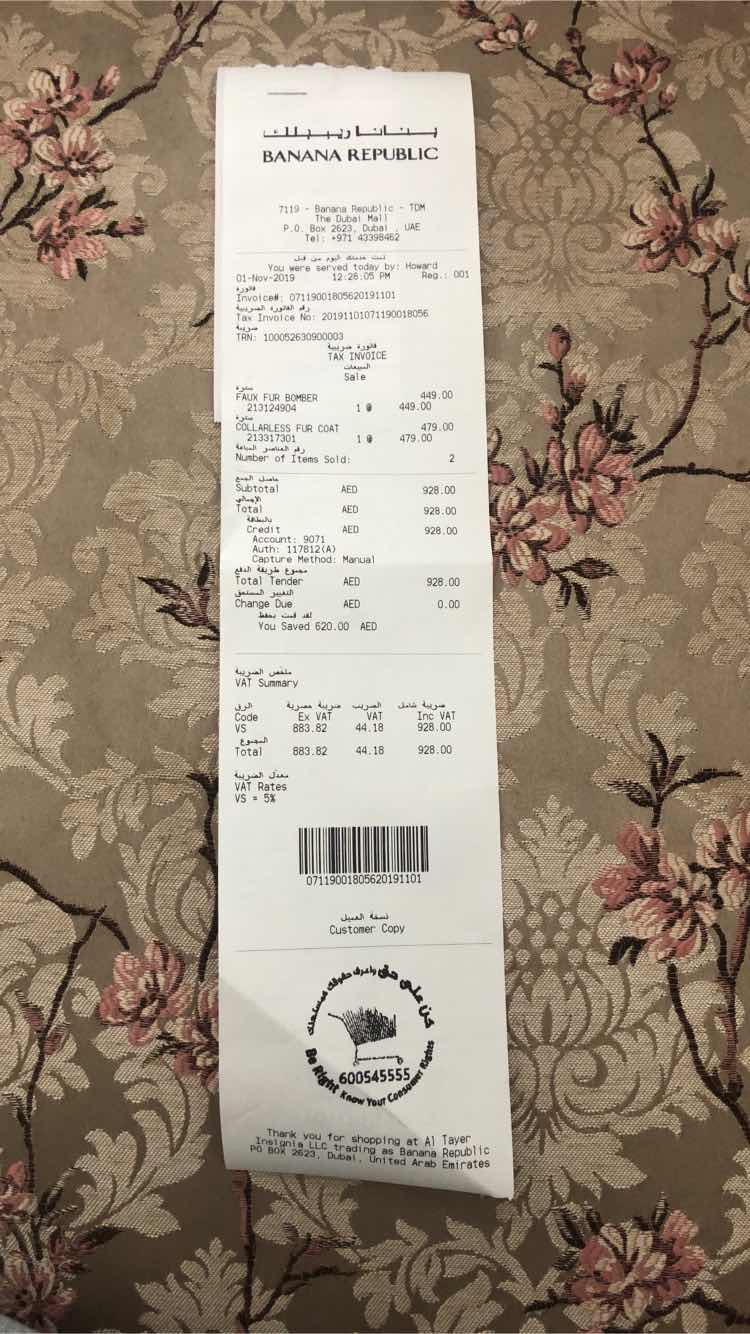 بنانا ريببلك
BANANA REPUBLIC
7119 - Banana Republic - TDM
The Dubai Mall
P.O. Box 2623, Dubai , UAE
Tel: +971 43398462
تمت خدمتك اليوم من قبل
You were served today by: Howard
01-Nov-2019 12:26:05 PM Reg.: 001
فاتورة
Invoice#: 07119001805620191101
رقم الفاتورة الضريبية
Tax Invoice No: 20191101071190018056
ضريبة
TRN: 100052630900003
فاتورة ضريبية
TAX INVOICE
المبيعات
Sale
سترة
FAUX FUR BOMBER 449.00
213124904 1 @ 449.00
سترة
COLLARLESS FUR COAT 479.00
213317301 1 @ 479.00
رقم العناصر المباعة
Number of Items Sold: 2
حاصل الجمع
Subtotal AED 928.00
الإجمالي
Total AED 928.00
بالبطاقة
Credit AED 928.00
Account: 9071
Auth: 117812(A)
Capture Method: Manual
مجموع طريقة الدفع
Total Tender AED 928.00
التغيير المستحق
Change Due AED 0.00
لقد قمت بحفظ
You Saved 620.00 AED
ملخص الضريبة
VAT Summary
الرق ضريبة حصرية الضريب ضريبة شامل
Code Ex VAT VAT Inc VAT
VS 883.82 44.18 928.00
المجموع
Total 883.82 44.18 928.00
معدل الضريبة
VAT Rates
VS = 5%
07119001805620191101
نسخة العميل
Customer Copy
كن على حق واعرف حقوقك كمستهلك
600545555
Be Right Know Your Consumer Rights
Thank you for shopping at Al Tayer
Insignia LLC trading as Banana Republic
PO BOX 2623, Dubai, United Arab Emirates